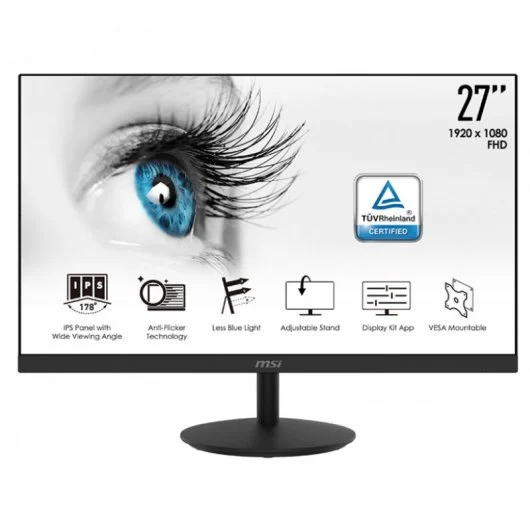 27”
1920 x 1080
FHD
TÜVRheinland
CERTIFIED
IPS
178°
IPS Panel with
Wide Viewing Angle
Anti-Flicker
Technology
Less Blue Light
Adjustable Stand
Display Kit App
VESA Mountable
msi